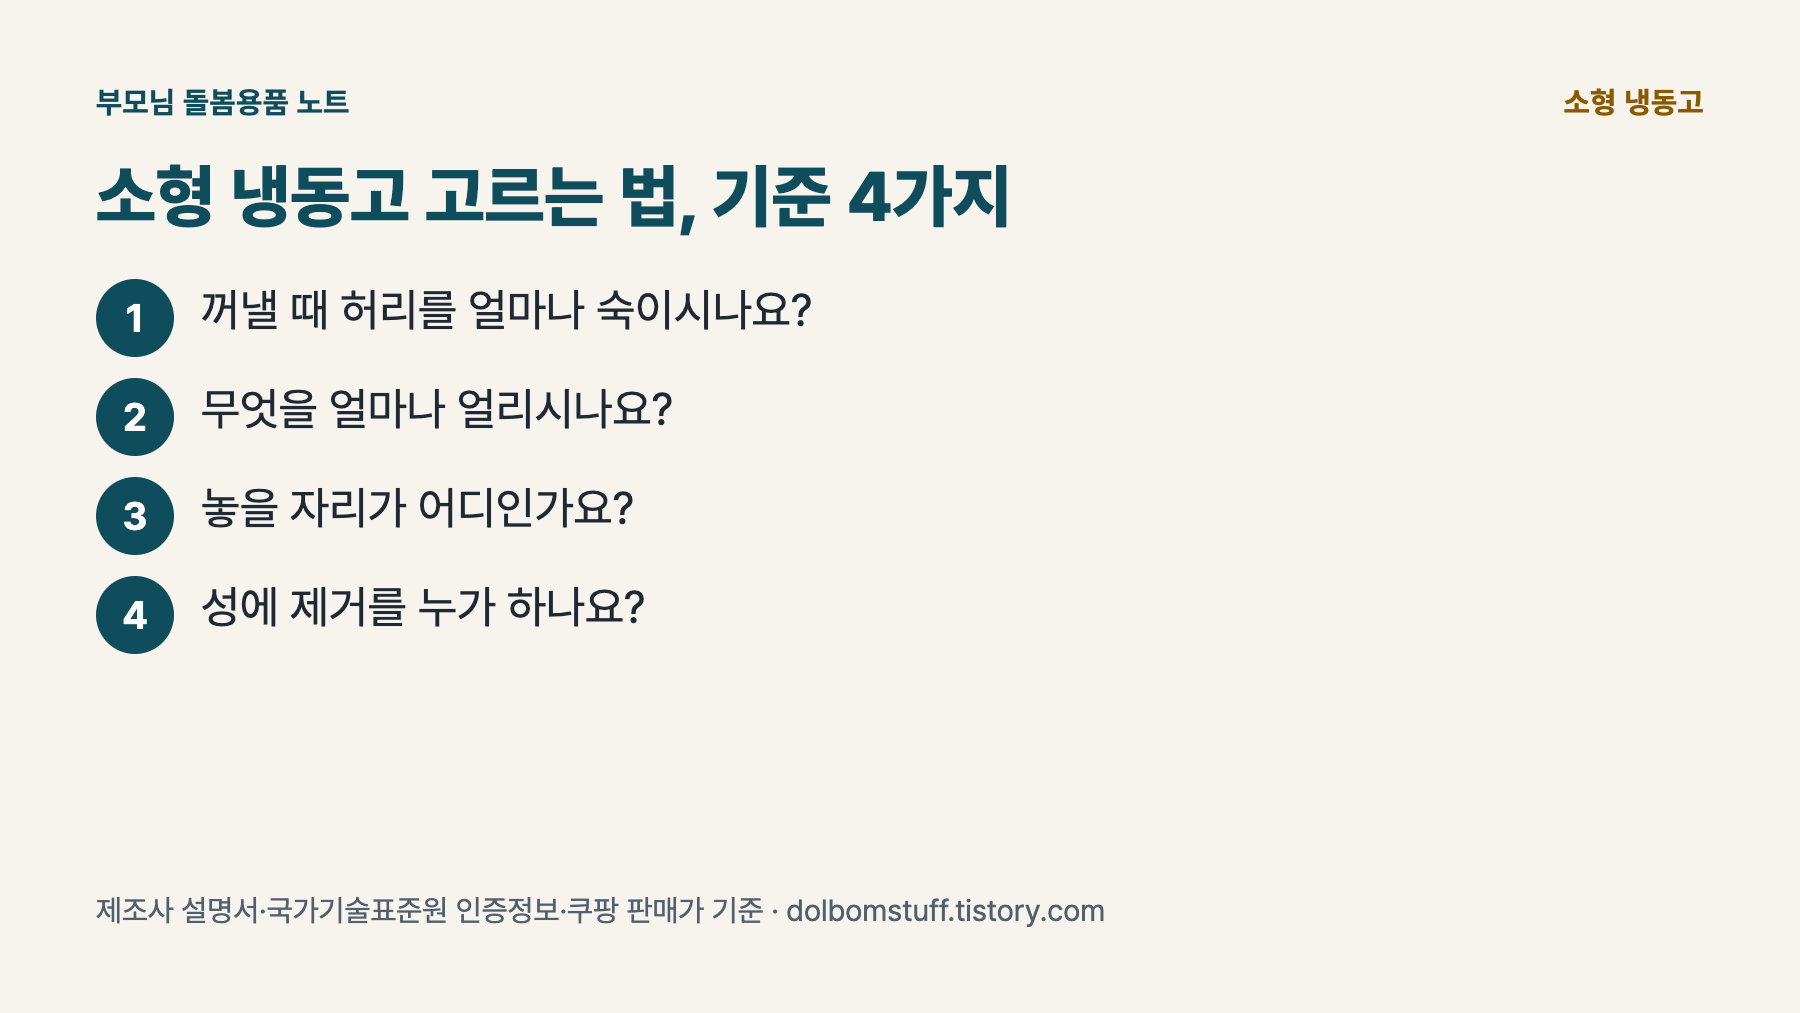 부모님 돌봄용품 노트
소형 냉동고
소형 냉동고 고르는 법, 기준 4가지
1 꺼낼 때 허리를 얼마나 숙이시나요?
2 무엇을 얼마나 얼리시나요?
3 놓을 자리가 어디인가요?
4 성에 제거를 누가 하나요?
제조사 설명서·국가기술표준원 인증정보·쿠팡 판매가 기준 · dolbomstuff.tistory.com